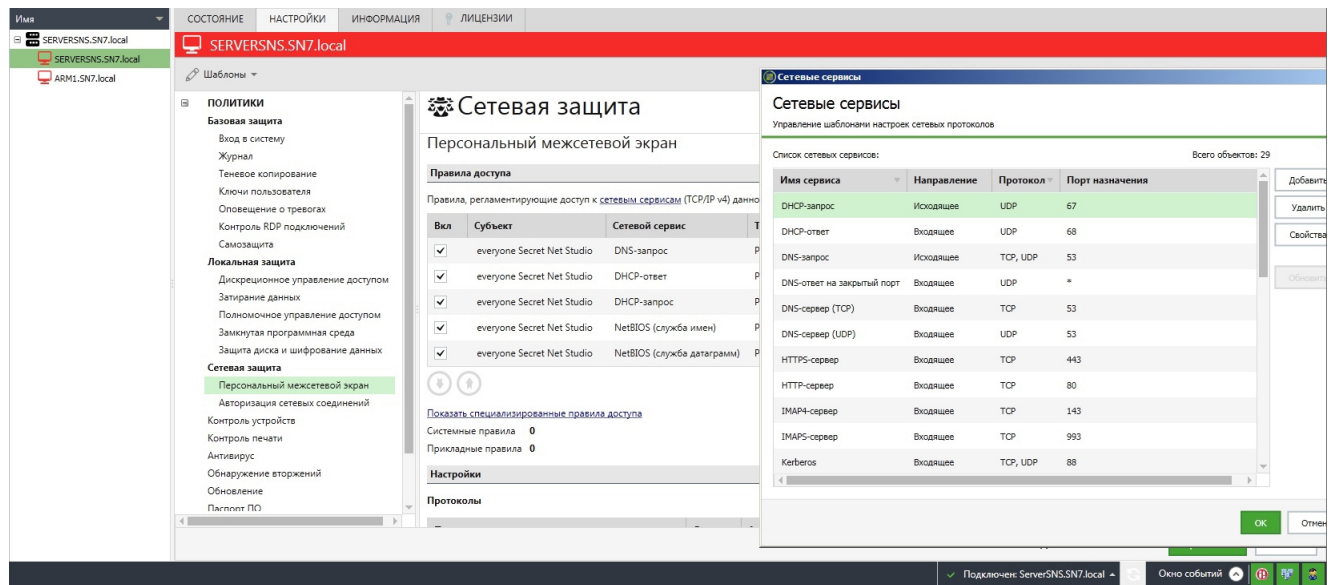 Имя
SERVERSNS.SN7.local
SERVERSNS.SN7.local
ARM1.SN7.local
СОСТОЯНИЕ НАСТРОЙКИ ИНФОРМАЦИЯ ЛИЦЕНЗИИ
SERVERSNS.SN7.local
Шаблоны
ПОЛИТИКИ
Базовая защита
Вход в систему
Журнал
Теневое копирование
Ключи пользователя
Оповещение о тревогах
Контроль RDP подключений
Самозащита
Локальная защита
Дискреционное управление доступом
Затирание данных
Полномочное управление доступом
Замкнутая программная среда
Защита диска и шифрование данных
Сетевая защита
Персональный межсетевой экран
Авторизация сетевых соединений
Контроль устройств
Контроль печати
Антивирус
Обнаружение вторжений
Обновление
Паспорт ПО
Сетевая защита
Персональный межсетевой экран
Правила доступа
Правила, регламентирующие доступ к сетевым сервисам (TCP/IP v4) данно
Вкл Субъект Сетевой сервис Т
everyone Secret Net Studio DNS-запрос Р
everyone Secret Net Studio DHCP-ответ Р
everyone Secret Net Studio DHCP-запрос Р
everyone Secret Net Studio NetBIOS (служба имен) Р
everyone Secret Net Studio NetBIOS (служба датаграмм) Р
Показать специализированные правила доступа
Системные правила 0
Прикладные правила 0
Настройки
Протоколы
Сетевые сервисы
Сетевые сервисы
Управление шаблонами настроек сетевых протоколов
Список сетевых сервисов: Всего объектов: 29
Имя сервиса Направление Протокол Порт назначения
DHCP-запрос Исходящее UDP 67
DHCP-ответ Входящее UDP 68
DNS-запрос Исходящее TCP, UDP 53
DNS-ответ на закрытый порт Входящее UDP *
DNS-сервер (TCP) Входящее TCP 53
DNS-сервер (UDP) Входящее UDP 53
HTTPS-сервер Входящее TCP 443
HTTP-сервер Входящее TCP 80
IMAP4-сервер Входящее TCP 143
IMAPS-сервер Входящее TCP 993
Kerberos Входящее TCP, UDP 88
Добавить
Удалить
Свойства
Обновить
OK Отмен
Подключен: ServerSNS.SN7.local Окно событий